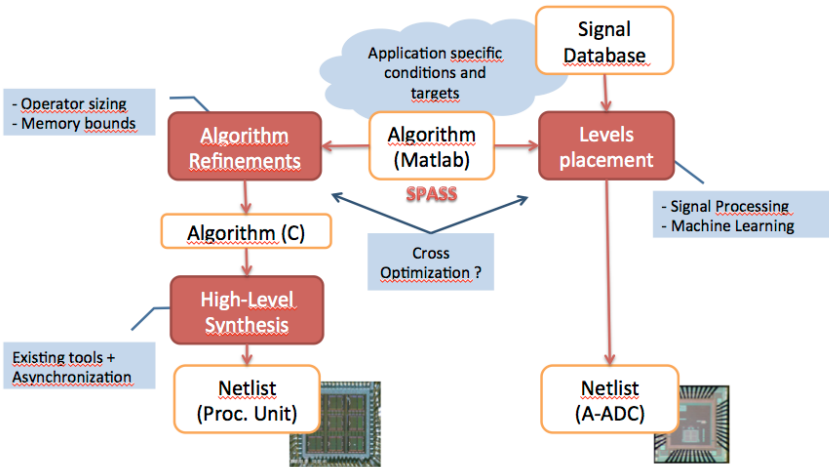 Signal
Database
Application specific
conditions and
targets
- Operator sizing
- Memory bounds
Algorithm
Refinements
Algorithm
(Matlab)
SPASS
Levels
placement
- Signal Processing
- Machine Learning
Algorithm (C)
Cross
Optimization ?
High-Level
Synthesis
Existing tools +
Asynchronization
Netlist
(Proc. Unit)
Netlist
(A-ADC)